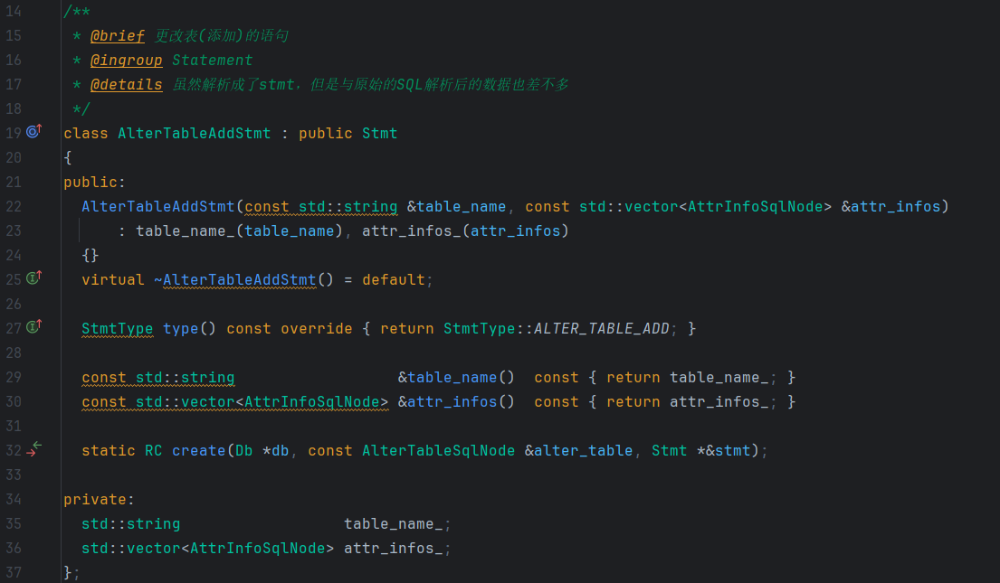 14 /**
15  * @brief 更改表(添加)的语句
16  * @ingroup Statement
17  * @details 虽然解析成了stmt，但是与原始的SQL解析后的数据也差不多
18  */
19 class AlterTableAddStmt : public Stmt
20 {
21 public:
22   AlterTableAddStmt(const std::string &table_name, const std::vector<AttrInfoSqlNode> &attr_infos)
23       : table_name_(table_name), attr_infos_(attr_infos)
24   {}
25   virtual ~AlterTableAddStmt() = default;
26
27   StmtType type() const override { return StmtType::ALTER_TABLE_ADD; }
28
29   const std::string                  &table_name()  const { return table_name_; }
30   const std::vector<AttrInfoSqlNode> &attr_infos()  const { return attr_infos_; }
31
32   static RC create(Db *db, const AlterTableSqlNode &alter_table, Stmt *&stmt);
33
34 private:
35   std::string                  table_name_;
36   std::vector<AttrInfoSqlNode> attr_infos_;
37 };